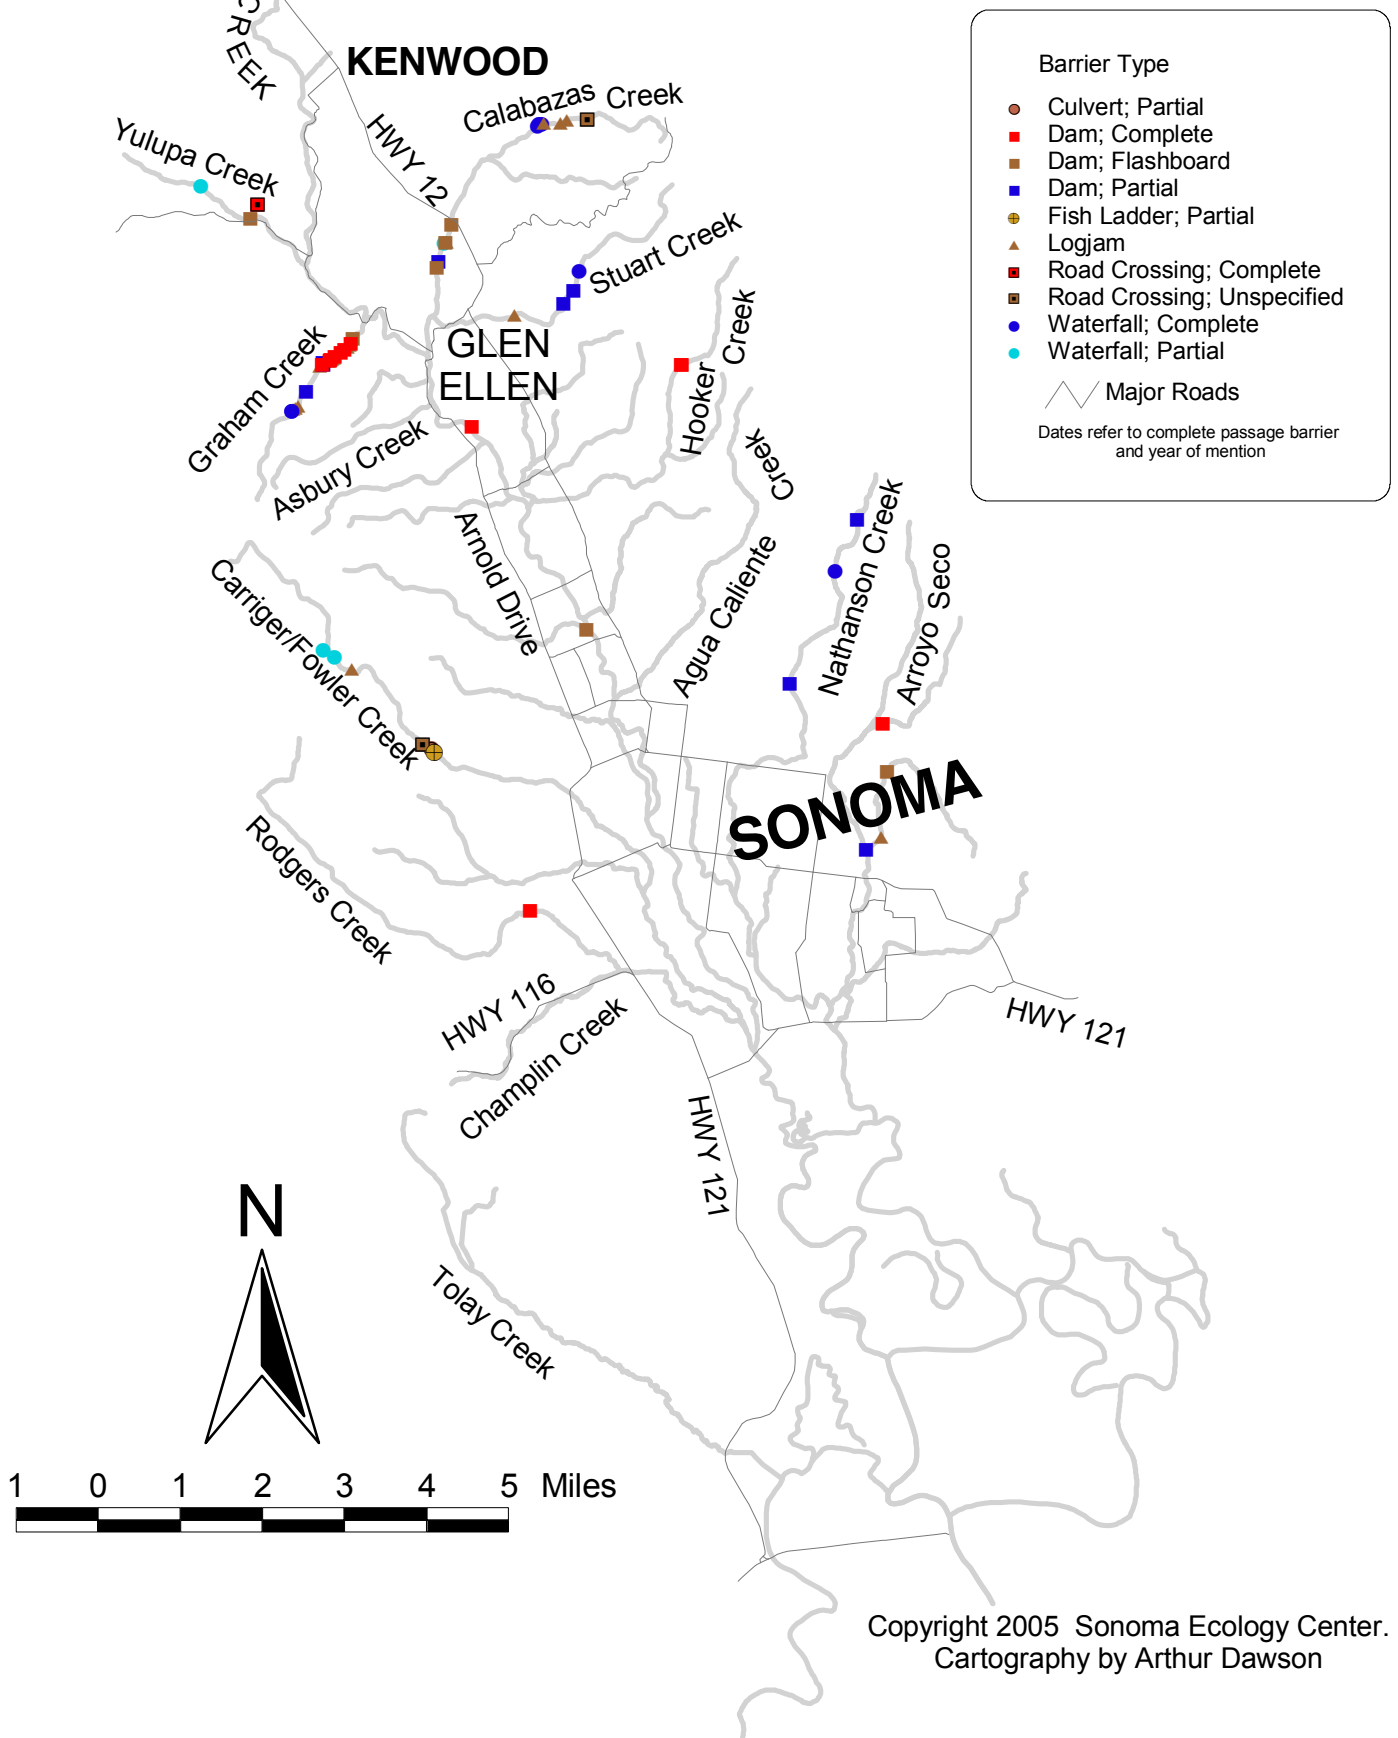 CREEK
KENWOOD
Calabazas Creek
Yulupa Creek
HWY 12
Stuart Creek
GLEN
ELLEN
Graham Creek
Hooker Creek
Asbury Creek
Creek
Agua Caliente
Arnold Drive
Nathanson Creek
Arroyo Seco
Carriger/Fowler Creek
SONOMA
Rodgers Creek
HWY 116
Champlin Creek
HWY 121
HWY 121
Tolay Creek
Barrier Type
Culvert; Partial
Dam; Complete
Dam; Flashboard
Dam; Partial
Fish Ladder; Partial
Logjam
Road Crossing; Complete
Road Crossing; Unspecified
Waterfall; Complete
Waterfall; Partial
Major Roads
Dates refer to complete passage barrier
and year of mention
N
1 0 1 2 3 4 5 Miles
Copyright 2005 Sonoma Ecology Center.
Cartography by Arthur Dawson